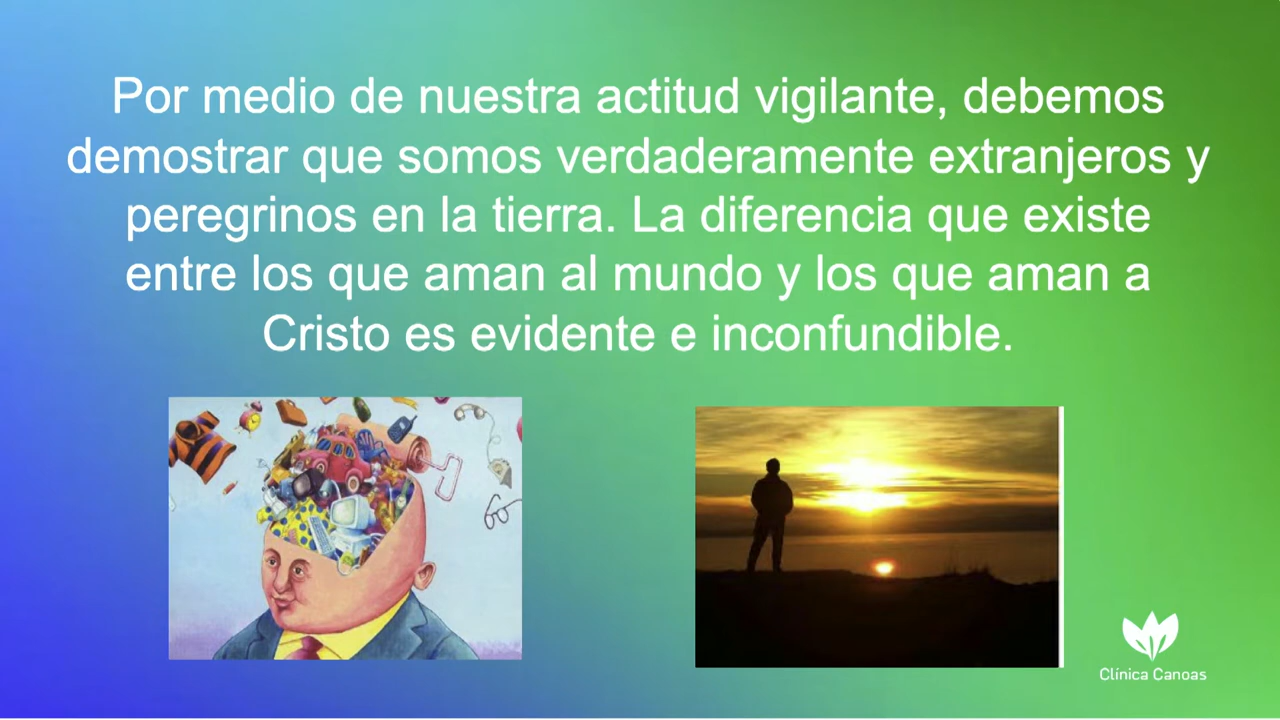 Por medio de nuestra actitud vigilante, debemos
demostrar que somos verdaderamente extranjeros y
peregrinos en la tierra. La diferencia que existe
entre los que aman al mundo y los que aman a
Cristo es evidente e inconfundible.
Clínica Canoas